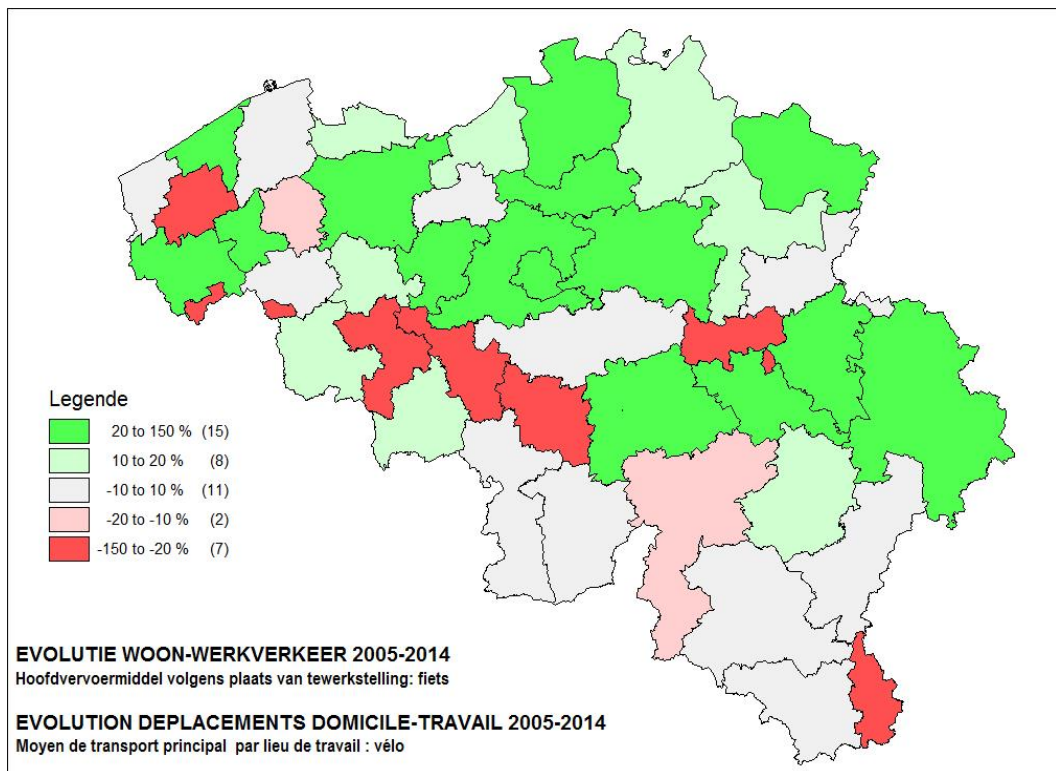 Legende
20 to 150 % (15)
10 to 20 % (8)
-10 to 10 % (11)
-20 to -10 % (2)
-150 to -20 % (7)
EVOLUTIE WOON-WERKVERKEER 2005-2014
Hoofdvervoermiddel volgens plaats van tewerkstelling: fiets
EVOLUTION DEPLACEMENTS DOMICILE-TRAVAIL 2005-2014
Moyen de transport principal par lieu de travail : vélo